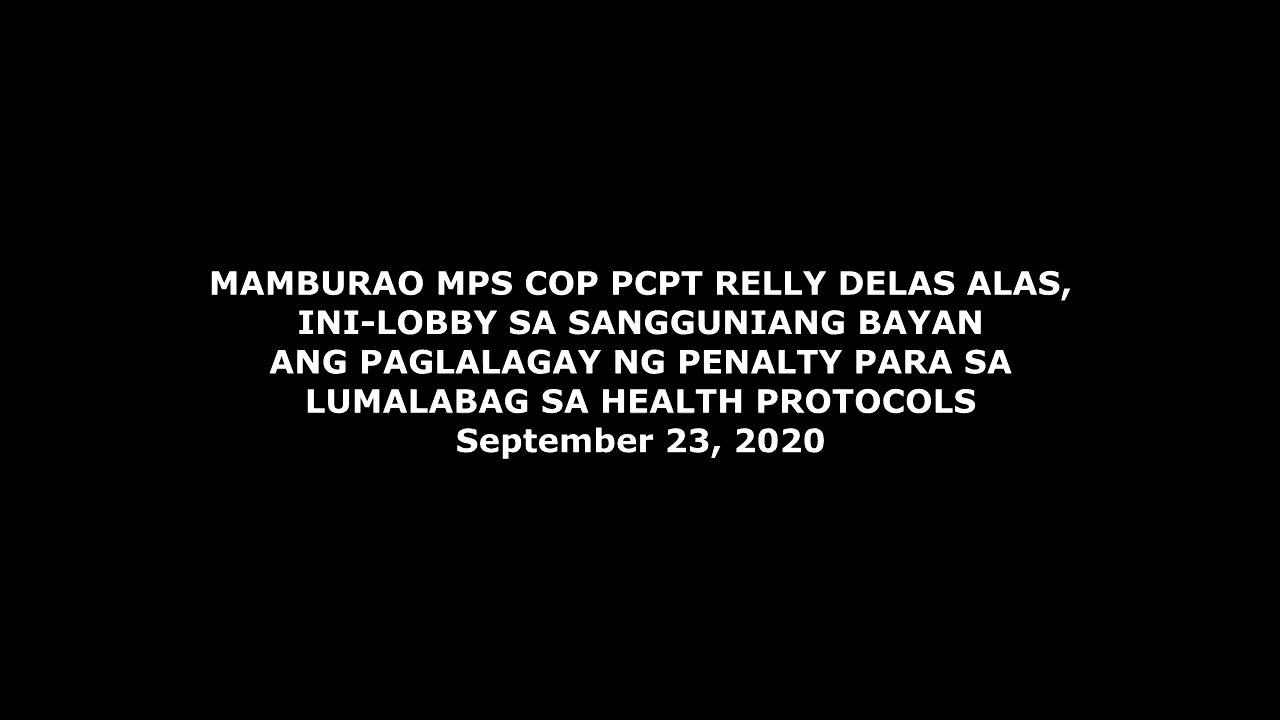 MAMBURAO MPS COP PCPT RELLY DELAS ALAS,
INI-LOBBY SA SANGGUNIANG BAYAN
ANG PAGLALAGAY NG PENALTY PARA SA
LUMALABAG SA HEALTH PROTOCOLS
September 23, 2020